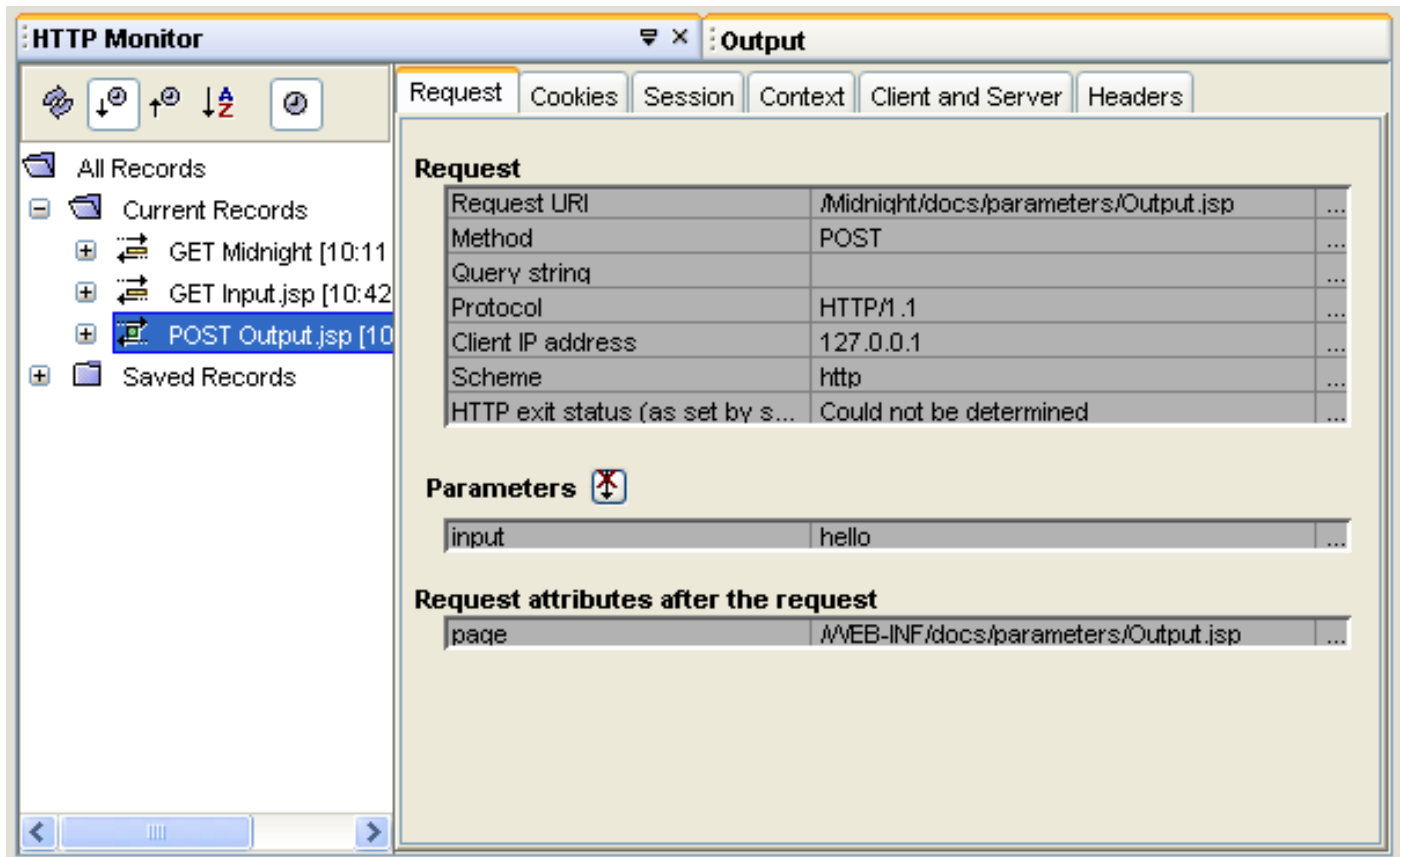 HTTP Monitor
Output
Request Cookies Session Context Client and Server Headers
All Records
Current Records
GET Midnight [10:11
GET Input.jsp [10:42
POST Output.jsp [10
Saved Records
Request
Request URI /Midnight/docs/parameters/Output.jsp ...
Method POST ...
Query string ...
Protocol HTTP/1.1 ...
Client IP address 127.0.0.1 ...
Scheme http ...
HTTP exit status (as set by s... Could not be determined ...
Parameters
input hello ...
Request attributes after the request
page /WEB-INF/docs/parameters/Output.jsp ...